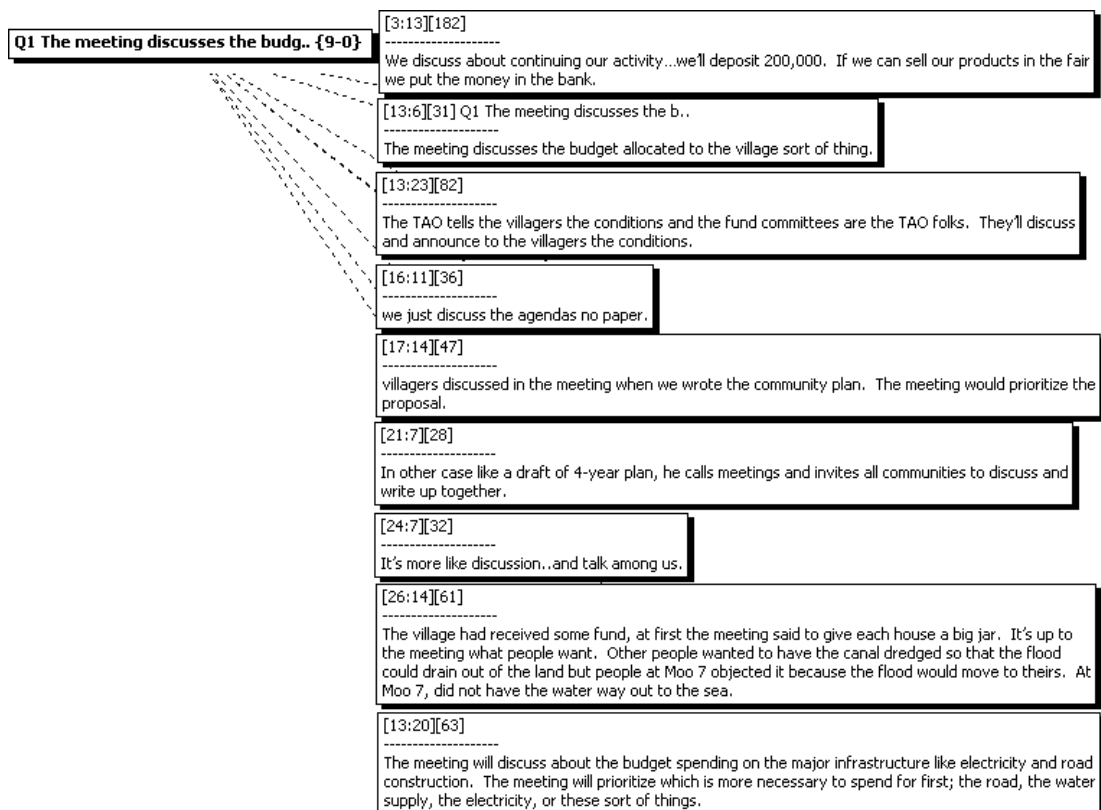 Q1 The meeting discusses the budg.. {9-0}
[3:13][182]
--------------------
We discuss about continuing our activity...we'll deposit 200,000.  If we can sell our products in the fair
we put the money in the bank.
[13:6][31] Q1 The meeting discusses the b..
--------------------
The meeting discusses the budget allocated to the village sort of thing.
[13:23][82]
--------------------
The TAO tells the villagers the conditions and the fund committees are the TAO folks.  They'll discuss
and announce to the villagers the conditions.
[16:11][36]
--------------------
we just discuss the agendas no paper.
[17:14][47]
--------------------
villagers discussed in the meeting when we wrote the community plan.  The meeting would prioritize the
proposal.
[21:7][28]
--------------------
In other case like a draft of 4-year plan, he calls meetings and invites all communities to discuss and
write up together.
[24:7][32]
--------------------
It's more like discussion..and talk among us.
[26:14][61]
--------------------
The village had received some fund, at first the meeting said to give each house a big jar.  It's up to
the meeting what people want.  Other people wanted to have the canal dredged so that the flood
could drain out of the land but people at Moo 7 objected it because the flood would move to theirs.  At
Moo 7, did not have the water way out to the sea.
[13:20][63]
--------------------
The meeting will discuss about the budget spending on the major infrastructure like electricity and road
construction.  The meeting will prioritize which is more necessary to spend for first; the road, the water
supply, the electricity, or these sort of things.